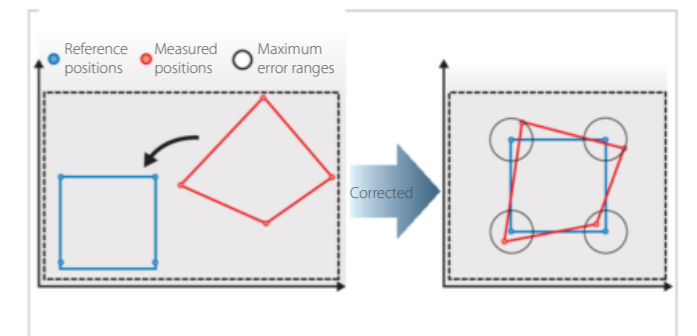 Reference
positions
Measured
positions
Maximum
error ranges
Corrected